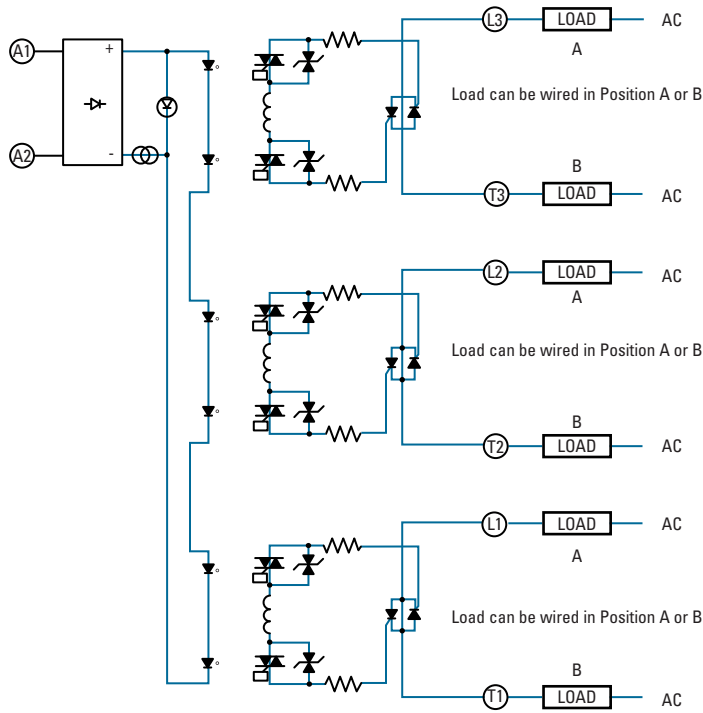 L3 LOAD AC
A1 + A
Load can be wired in Position A or B
A2 -
B
T3 LOAD AC
L2 LOAD AC
A
Load can be wired in Position A or B
B
T2 LOAD AC
L1 LOAD AC
A
Load can be wired in Position A or B
B
T1 LOAD AC